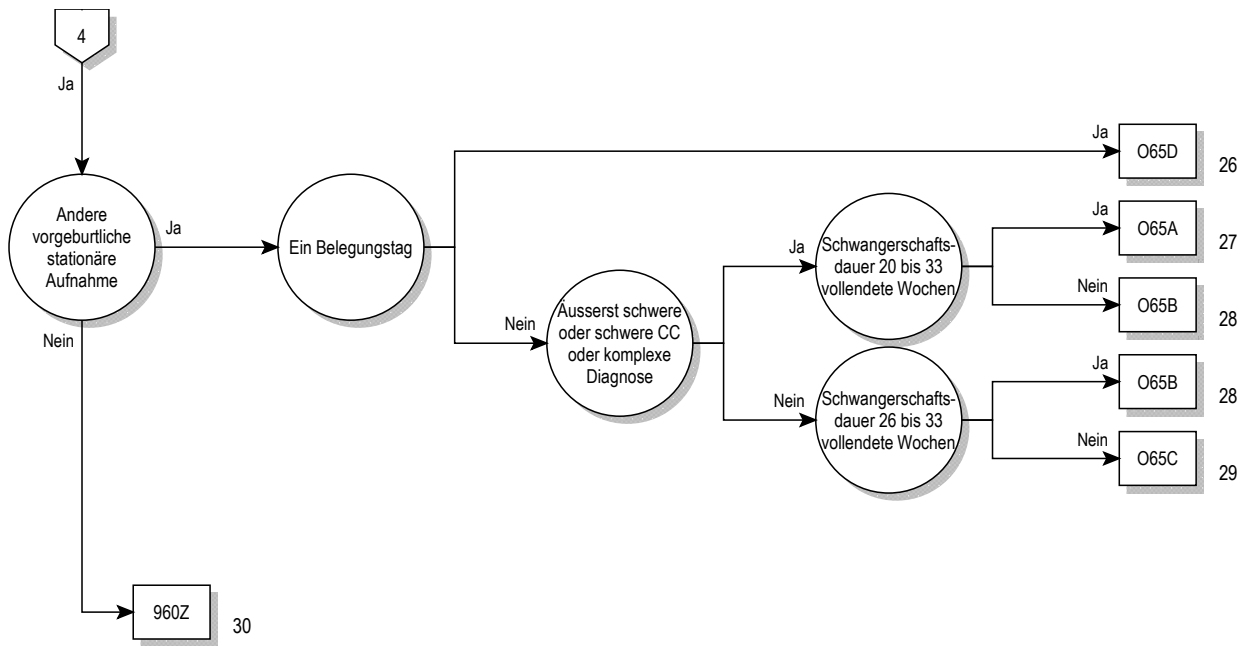 4
Ja
Andere
vorgeburtliche
stationäre
Aufnahme
Ja
Nein
Ein Belegungstag
Ja
O65D
26
Nein
Äusserst schwere
oder schwere CC
oder komplexe
Diagnose
Ja
Schwangerschafts-
dauer 20 bis 33
vollendete Wochen
Ja
O65A
27
Nein
O65B
28
Nein
Schwangerschafts-
dauer 26 bis 33
vollendete Wochen
Ja
O65B
28
Nein
O65C
29
960Z
30